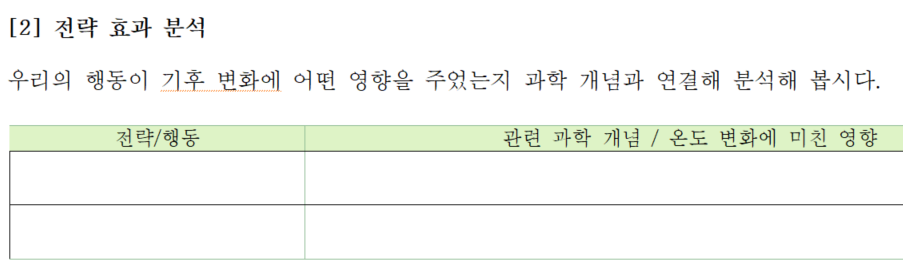 [2] 전략 효과 분석
우리의 행동이 기후 변화에 어떤 영향을 주었는지 과학 개념과 연결해 분석해 봅시다.
전략/행동 관련 과학 개념 / 온도 변화에 미친 영향